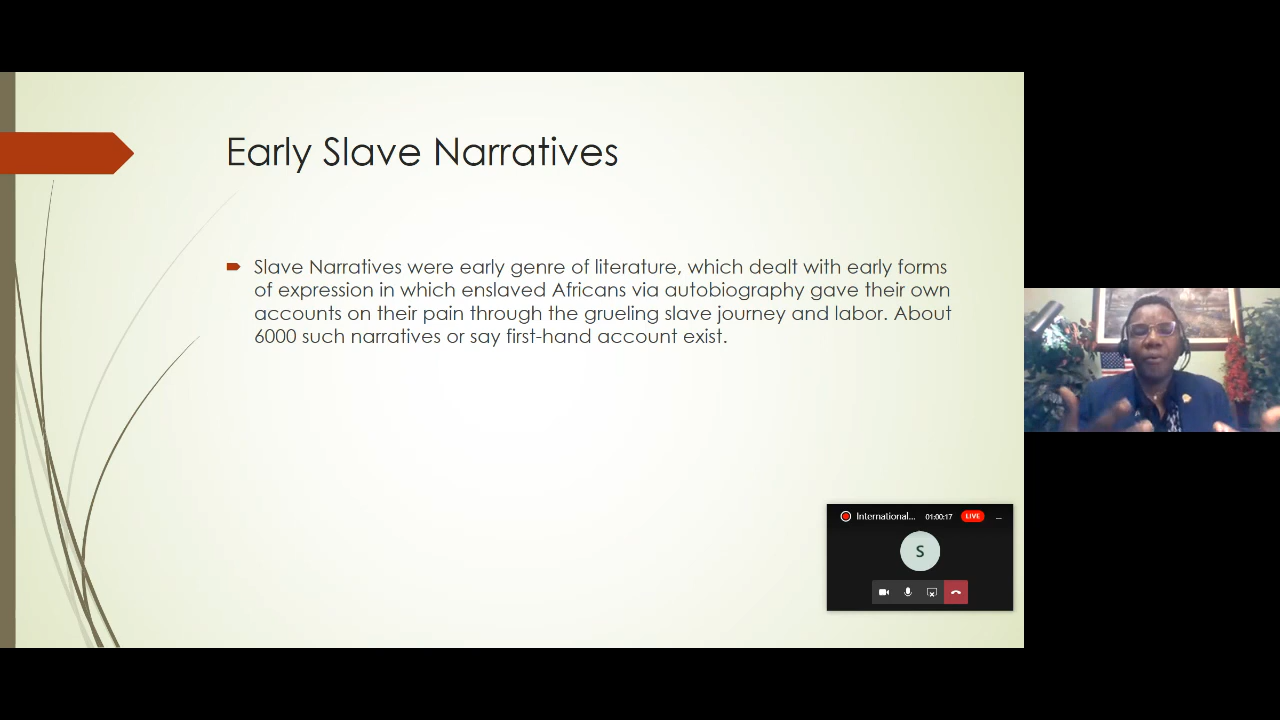 Early Slave Narratives
Slave Narratives were early genre of literature, which dealt with early forms
of expression in which enslaved Africans via autobiography gave their own
accounts on their pain through the grueling slave journey and labor. About
6000 such narratives or say first-hand account exist.
International... 01:00:17 LIVE
S